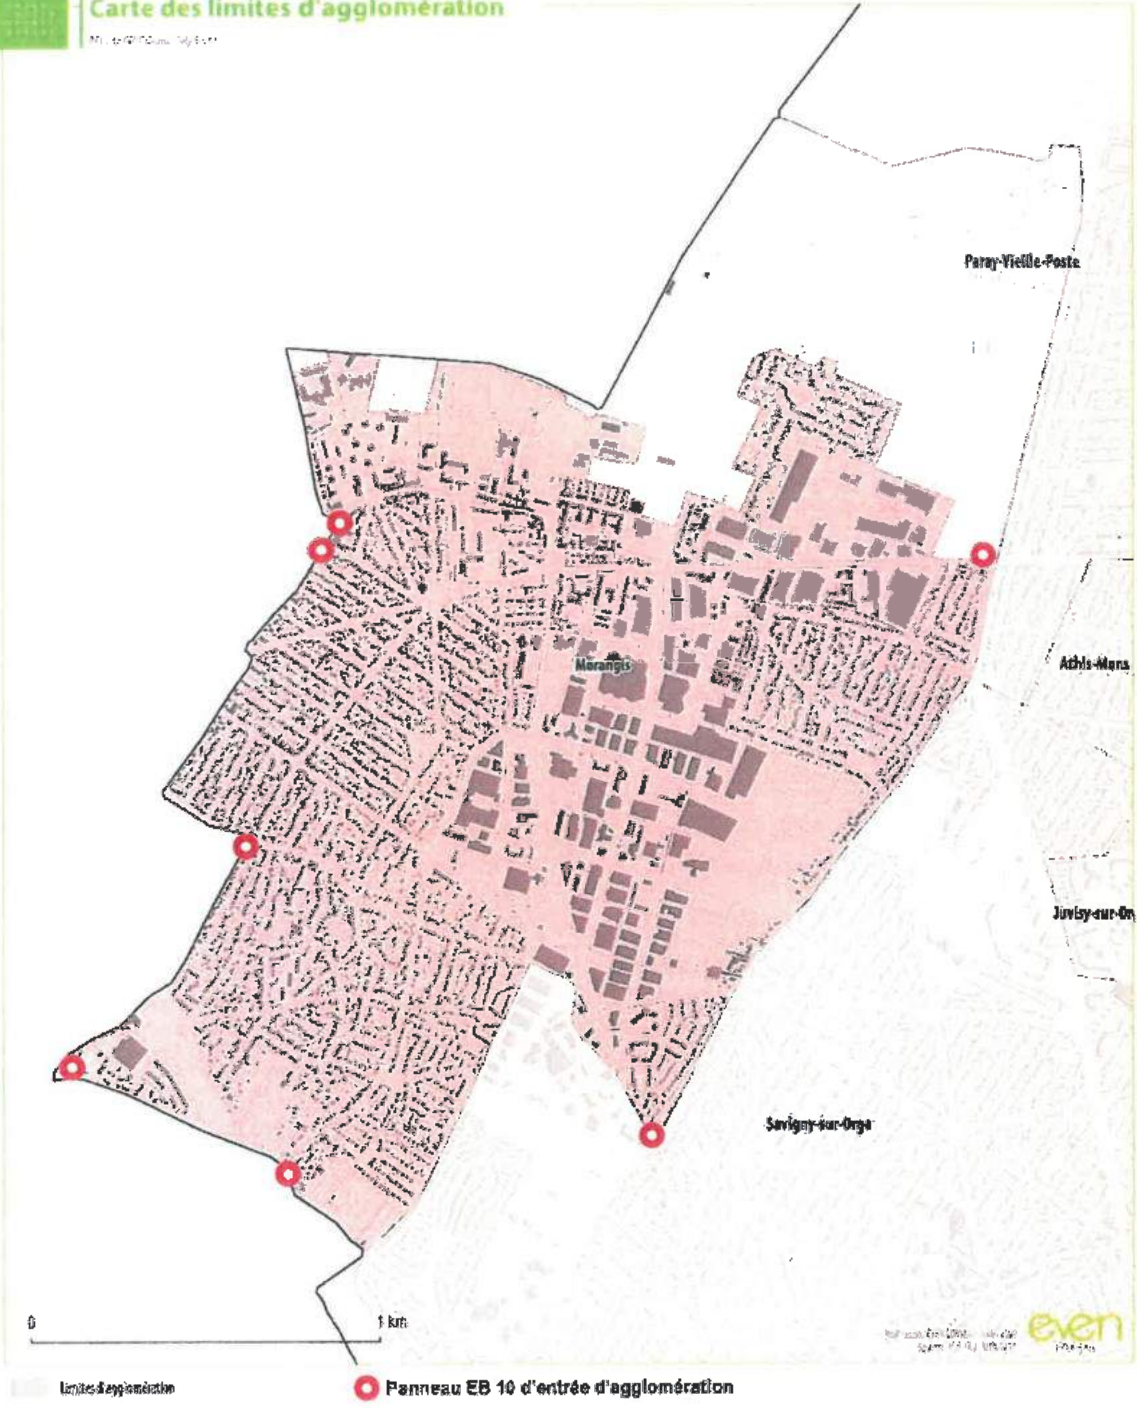 Carte des limites d'agglomération
Paray-Vieille-Poste
Morangis
Athis-Mons
Juvisy-sur-Or
Savigny-sur-Orge
0
1 km
even
Limites d'agglomération
Panneau EB 10 d'entrée d'agglomération